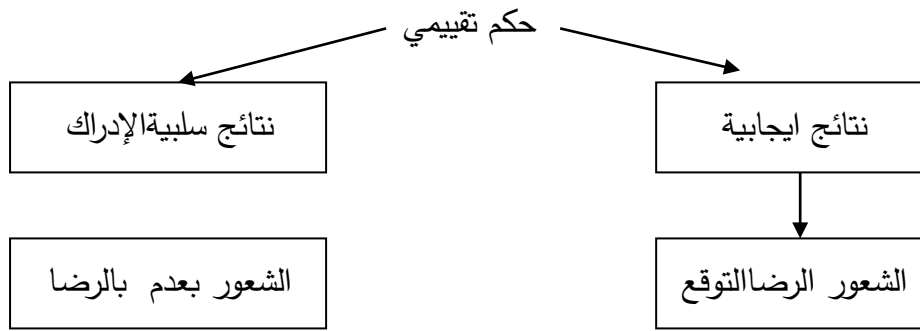 حكم تقييمي
نتائج ايجابية
نتائج سلبيةالإدراك
الشعور الرضاالتوقع
الشعور بعدم بالرضا